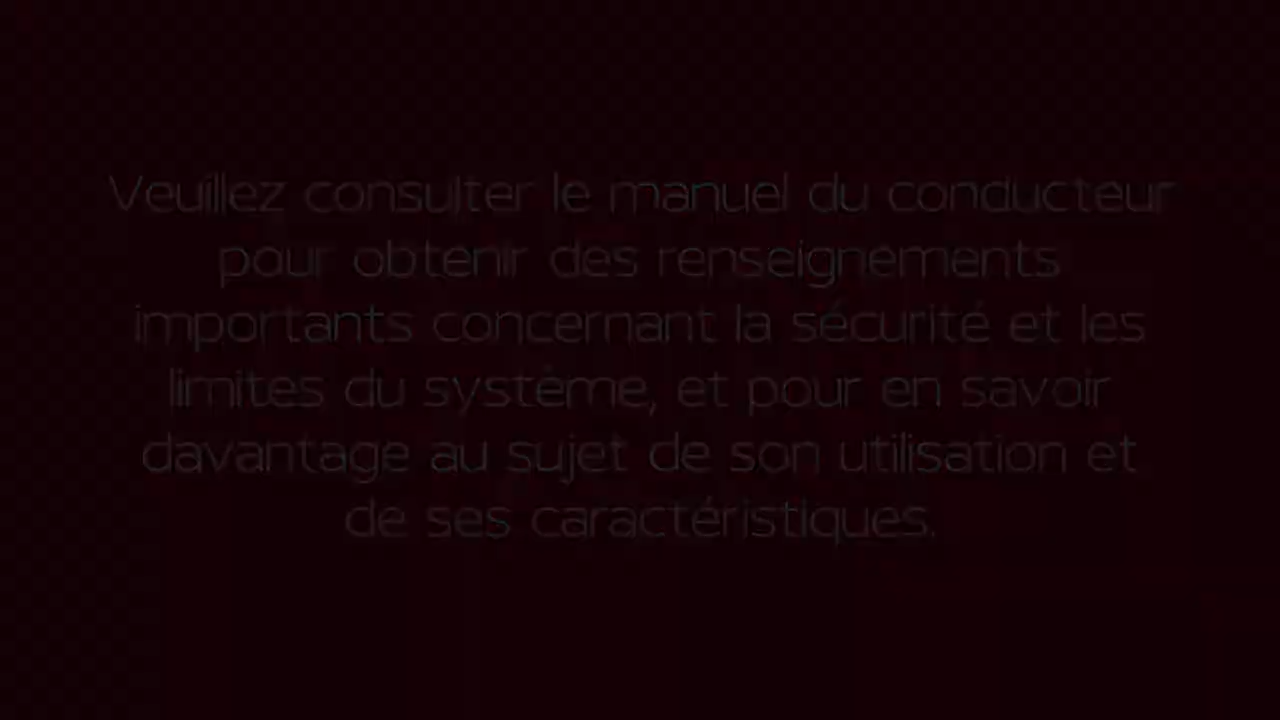 Veuillez consulter le manuel du conducteur
pour obtenir des renseignements
importants concernant la sécurité et les
limites du système, et pour en savoir
davantage au sujet de son utilisation et
de ses caractéristiques.